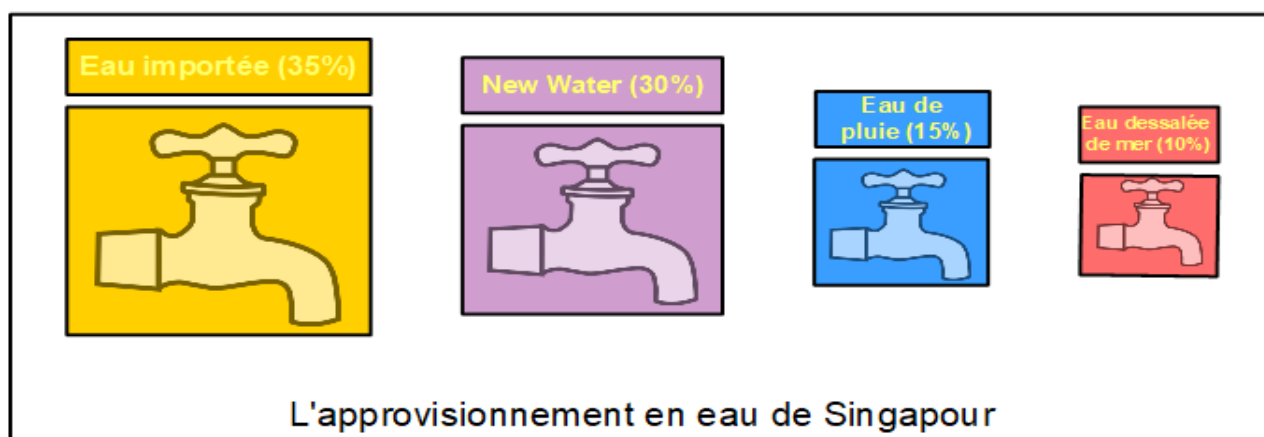 Eau importée (35%)
New Water (30%)
Eau de
pluie (15%)
Eau dessalée
de mer (10%)
L'approvisionnement en eau de Singapour